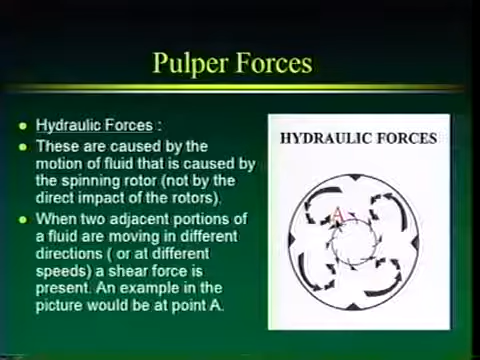 Pulper Forces
Hydraulic Forces :
These are caused by the
motion of fluid that is caused by
the spinning rotor (not by the
direct impact of the rotors).
When two adjacent portions of
a fluid are moving in different
directions ( or at different
speeds) a shear force is
present. An example in the
picture would be at point A.
HYDRAULIC FORCES
A